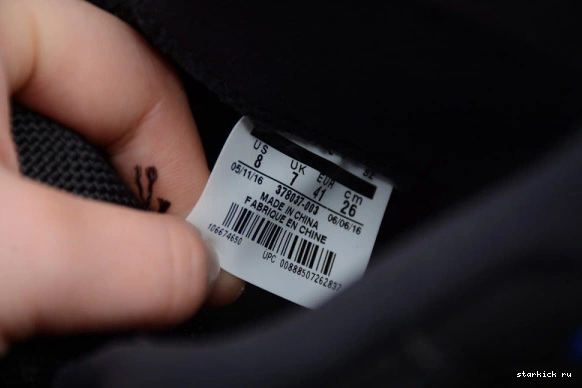 US UK EUR cm
8 7 41 26
05/11/16 378037-003 06/06/16
MADE IN CHINA
FABRIQUE EN CHINE
106674650
UPC
starkick ru